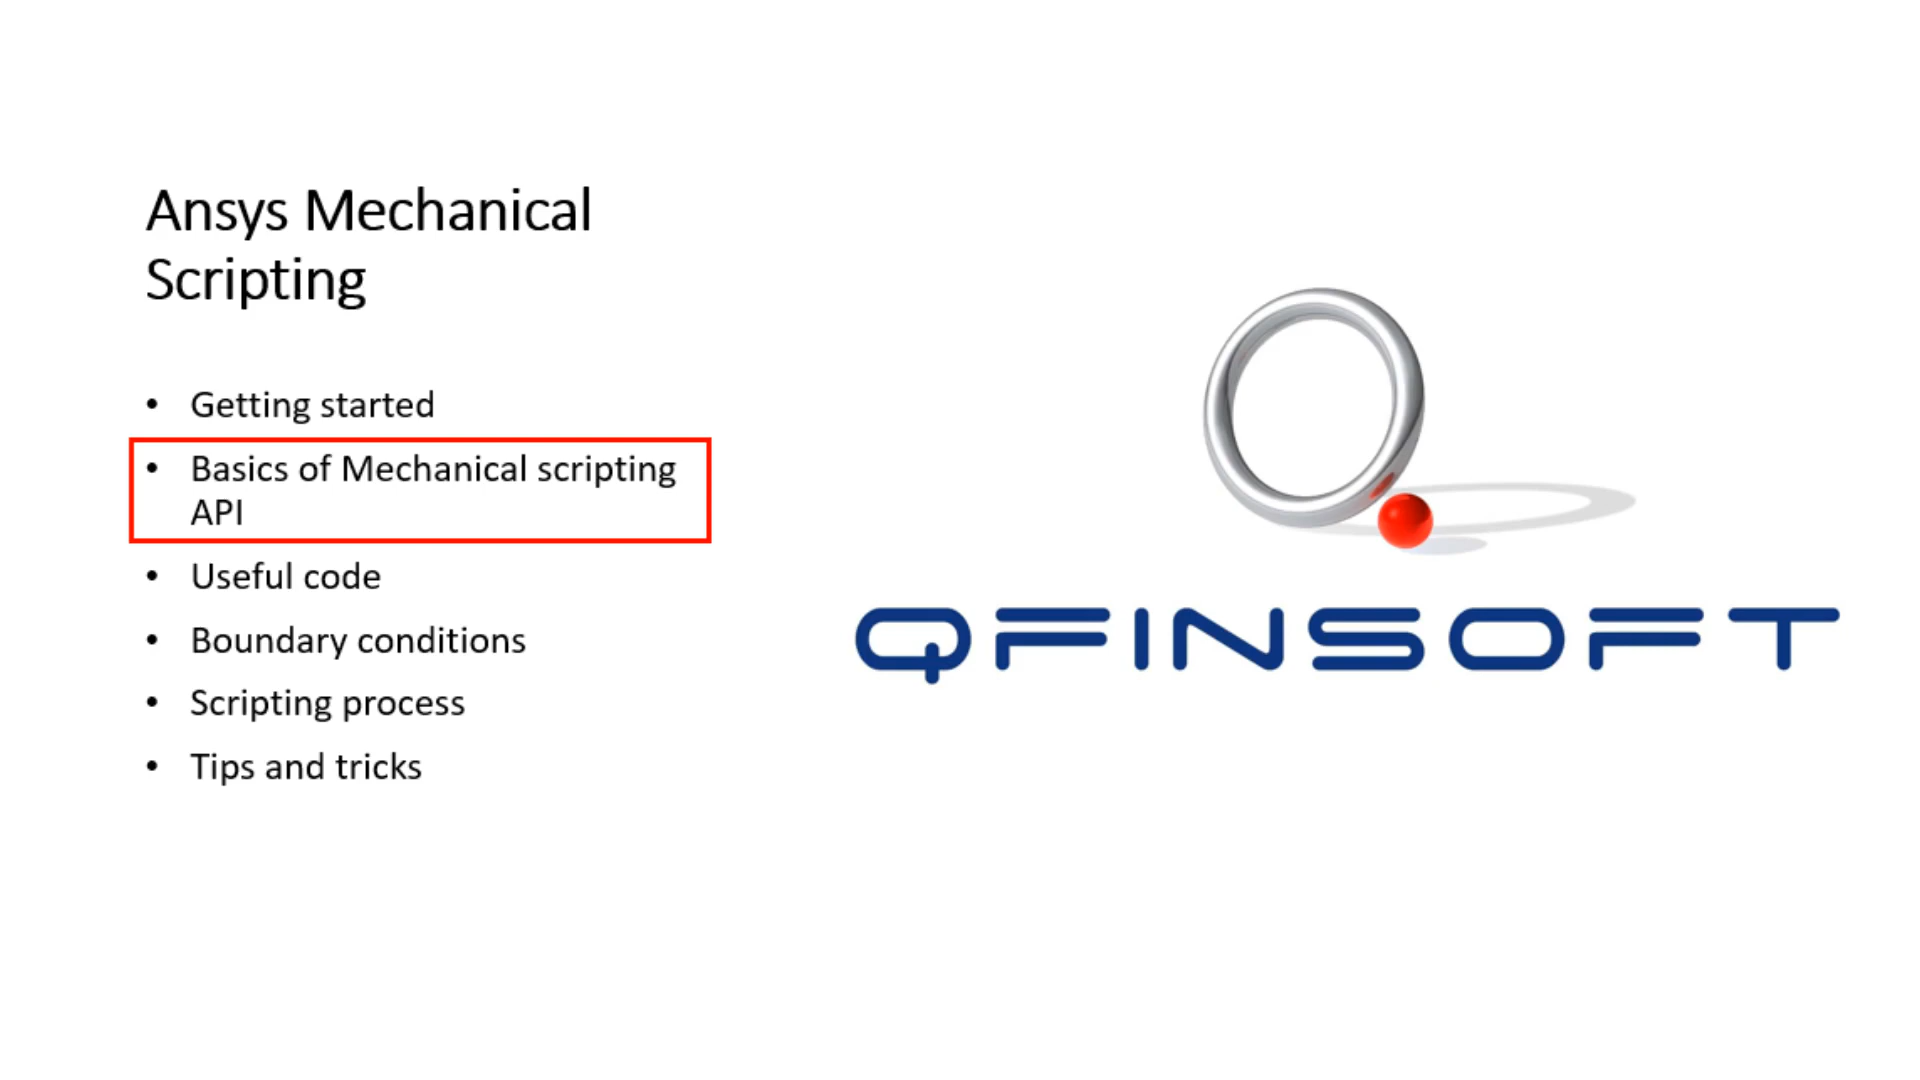 Ansys Mechanical
Scripting
• Getting started
• Basics of Mechanical scripting
API
• Useful code
• Boundary conditions
• Scripting process
• Tips and tricks
QFINSOFT